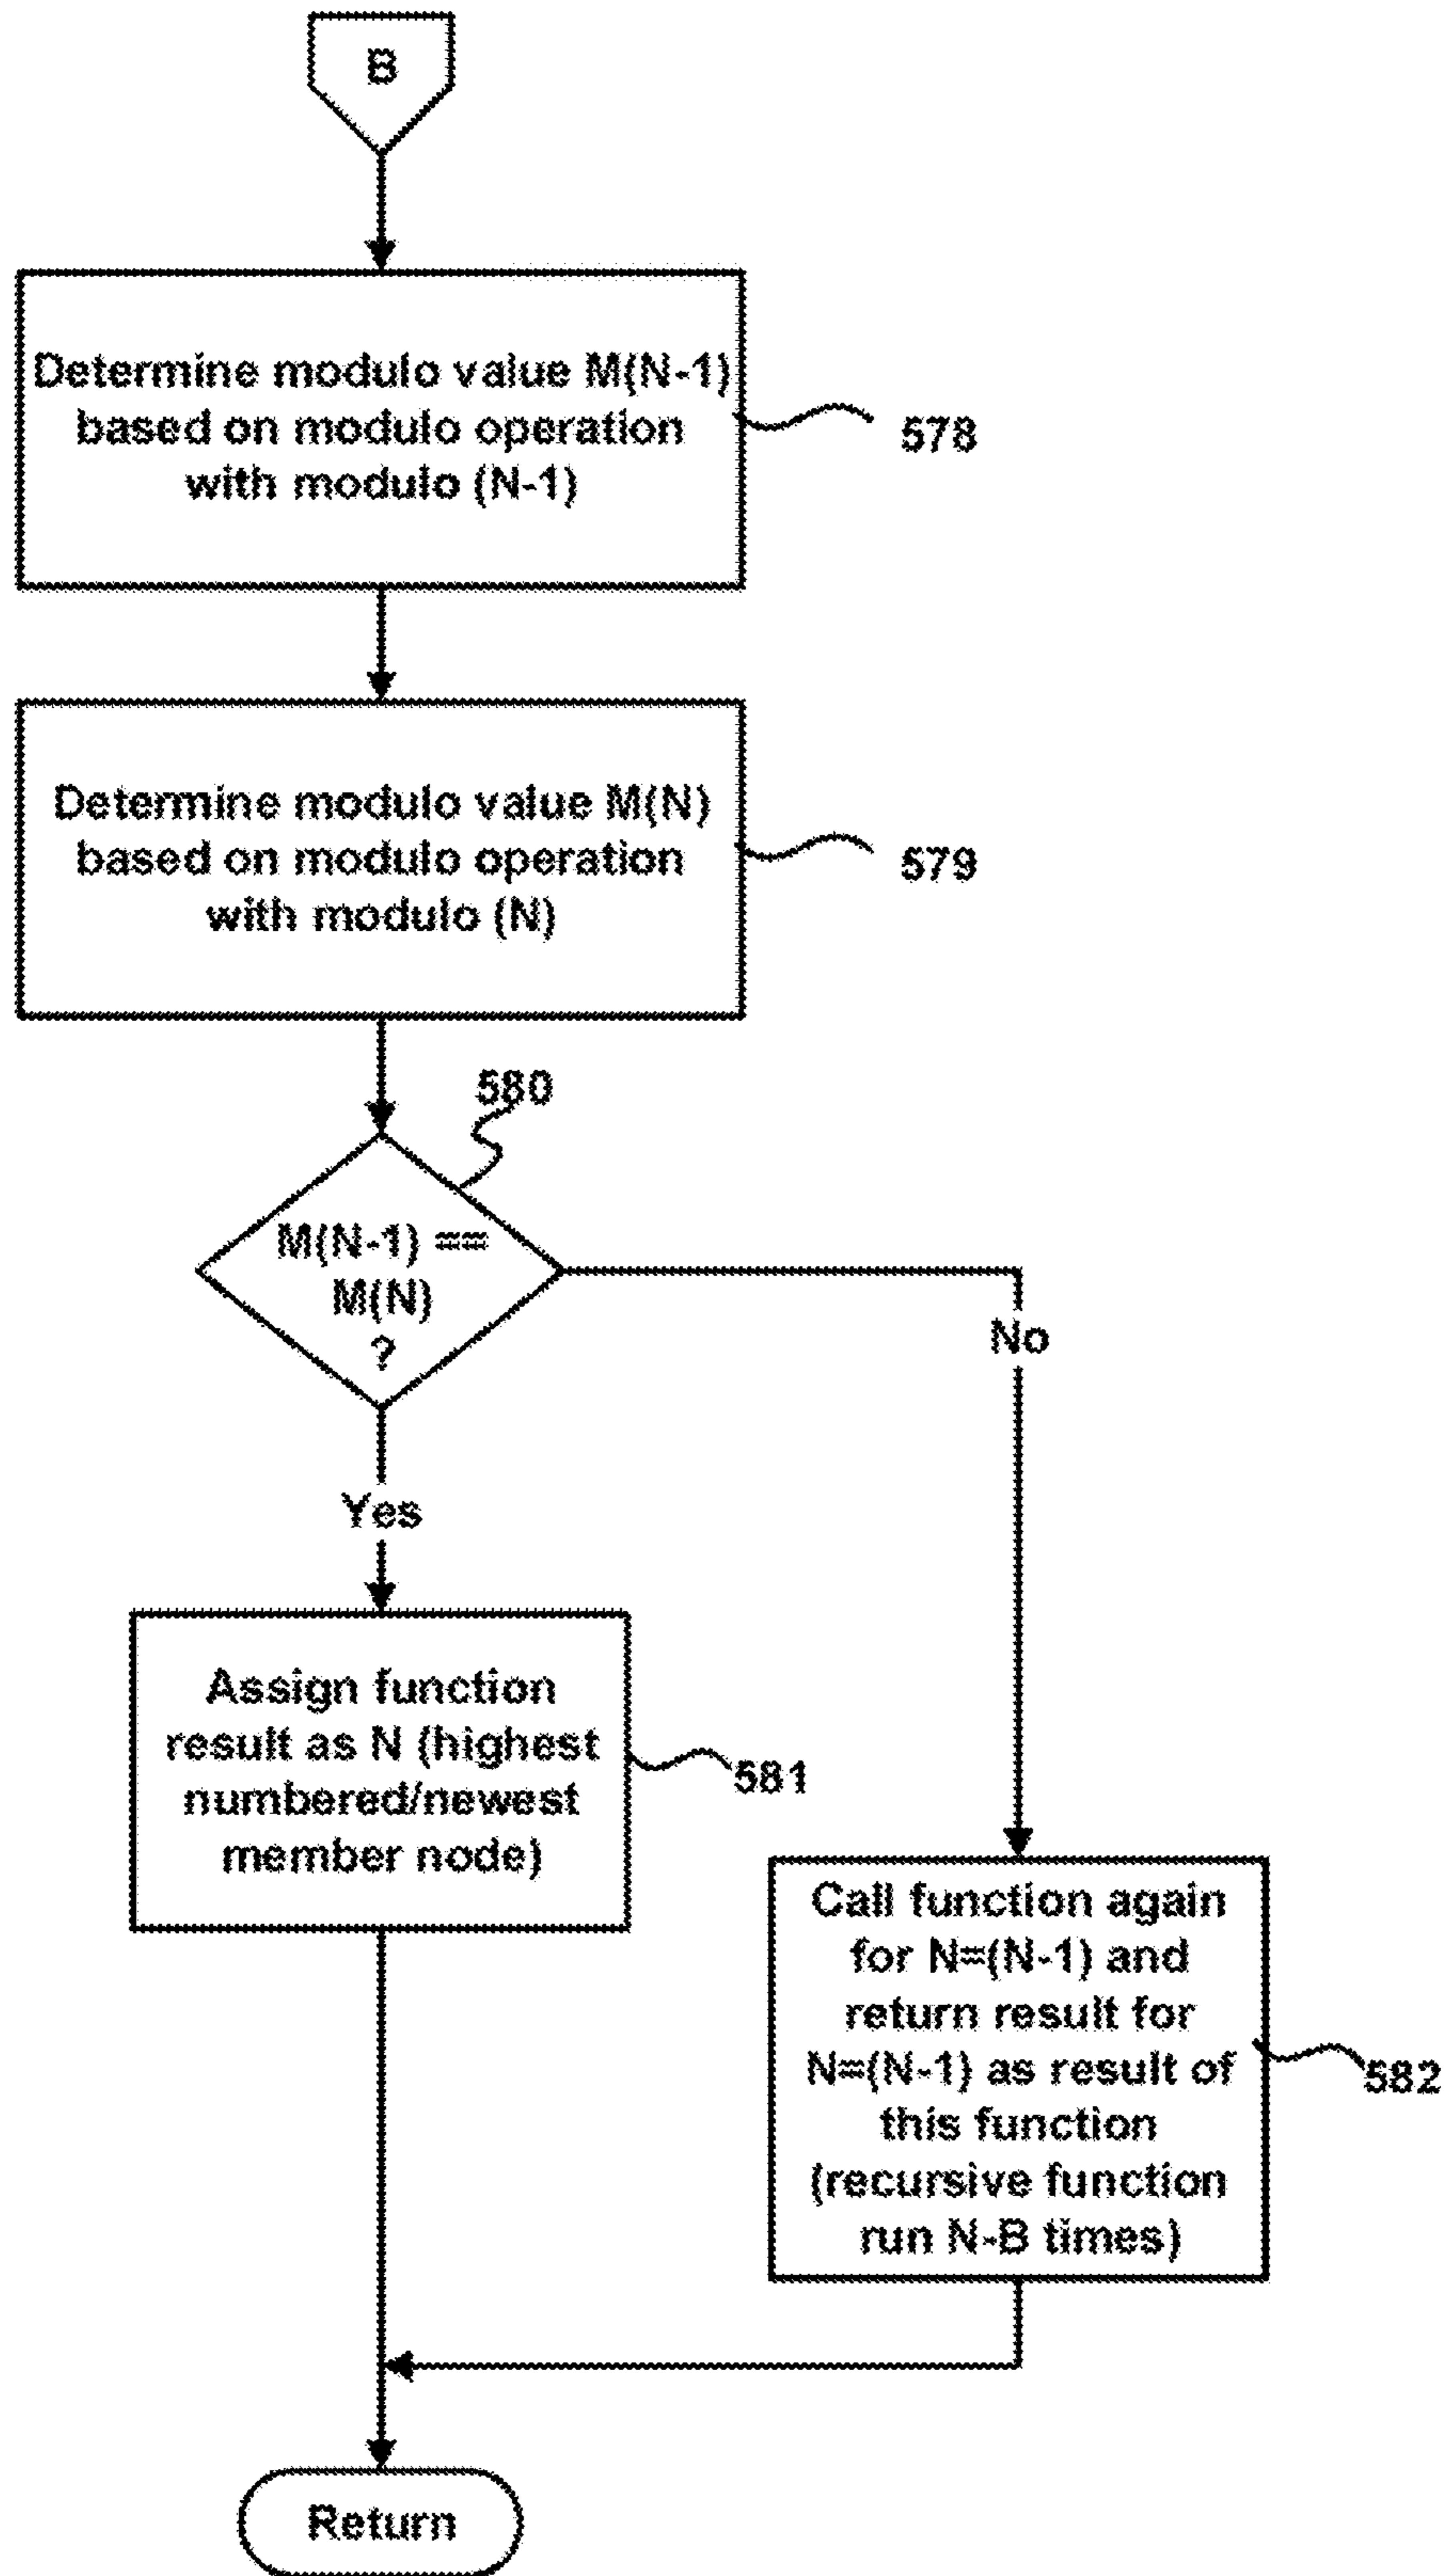 B
Determine modulo value M(N-1)
based on modulo operation
with modulo (N-1)
578
Determine modulo value M(N)
based on modulo operation
with modulo (N)
579
580
M(N-1) ==
M(N)
?
No
Yes
Assign function
result as N (highest
numbered/newest
member node)
581
Call function again
for N=(N-1) and
return result for
N=(N-1) as result of
this function
(recursive function
run N-B times)
582
Return